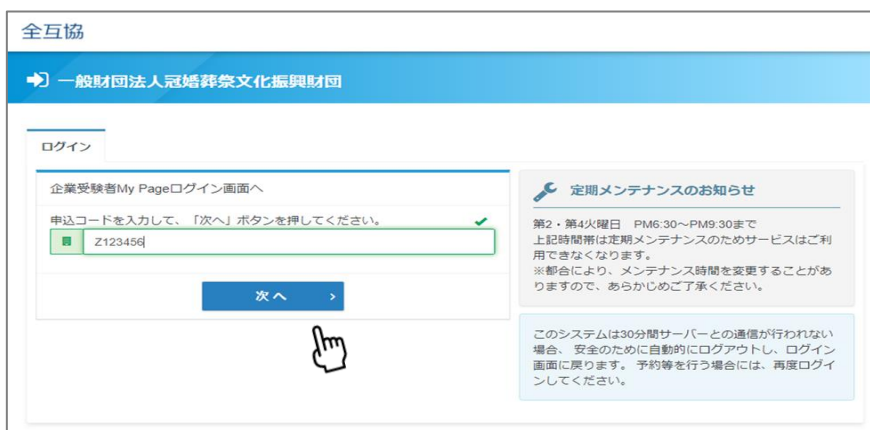 全互協
一般財団法人冠婚葬祭文化振興財団
ログイン
企業受験者My Pageログイン画面へ
申込コードを入力して、「次へ」ボタンを押してください。
Z123456
次へ
定期メンテナンスのお知らせ
第2・第4火曜日 PM6:30～PM9:30まで
上記時間帯は定期メンテナンスのためサービスはご利
用できなくなります。
※都合により、メンテナンス時間を変更することがあ
りますので、あらかじめご了承ください。
このシステムは30分間サーバーとの通信が行われない
場合、 安全のために自動的にログアウトし、ログイン
画面に戻ります。 予約等を行う場合には、再度ログイ
ンしてください。